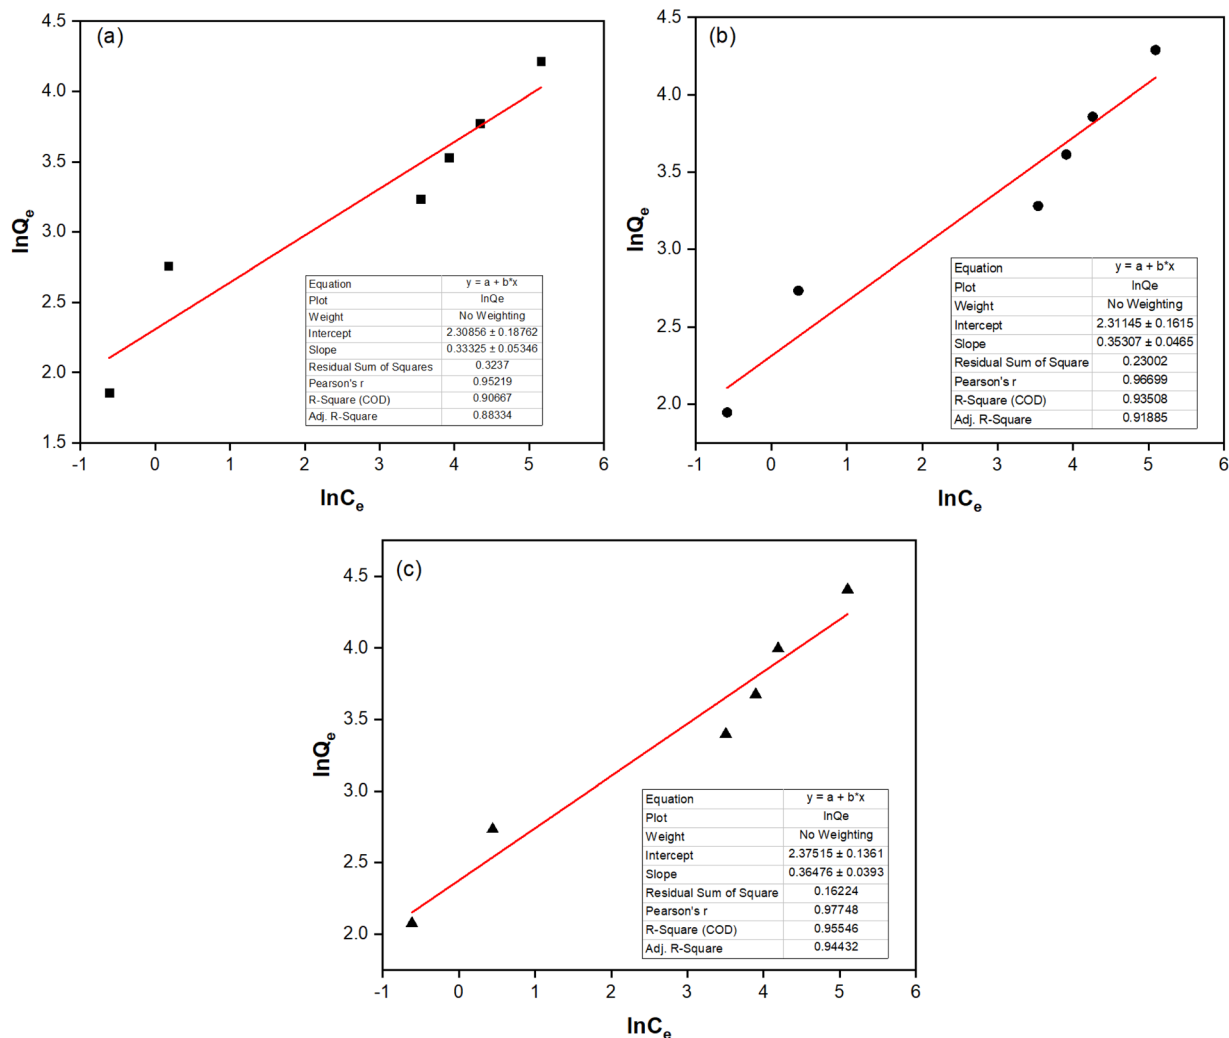 (a)
4.5
4.0
3.5
3.0
2.5
2.0
1.5
lnQe
Equation y = a + b*x
Plot lnQe
Weight No Weighting
Intercept 2.30856 ± 0.18762
Slope 0.33325 ± 0.05346
Residual Sum of Squares 0.3237
Pearson's r 0.95219
R-Square (COD) 0.90667
Adj. R-Square 0.88334
-1 0 1 2 3 4 5 6
lnCe
(b)
4.5
4.0
3.5
3.0
2.5
2.0
lnQe
Equation y = a + b*x
Plot lnQe
Weight No Weighting
Intercept 2.31145 ± 0.1615
Slope 0.35307 ± 0.0465
Residual Sum of Square 0.23002
Pearson's r 0.96699
R-Square (COD) 0.93508
Adj. R-Square 0.91885
-1 0 1 2 3 4 5 6
lnCe
(c)
4.5
4.0
3.5
3.0
2.5
2.0
lnQe
Equation y = a + b*x
Plot lnQe
Weight No Weighting
Intercept 2.37515 ± 0.1361
Slope 0.36476 ± 0.0393
Residual Sum of Square 0.16224
Pearson's r 0.97748
R-Square (COD) 0.95546
Adj. R-Square 0.94432
-1 0 1 2 3 4 5 6
lnCe